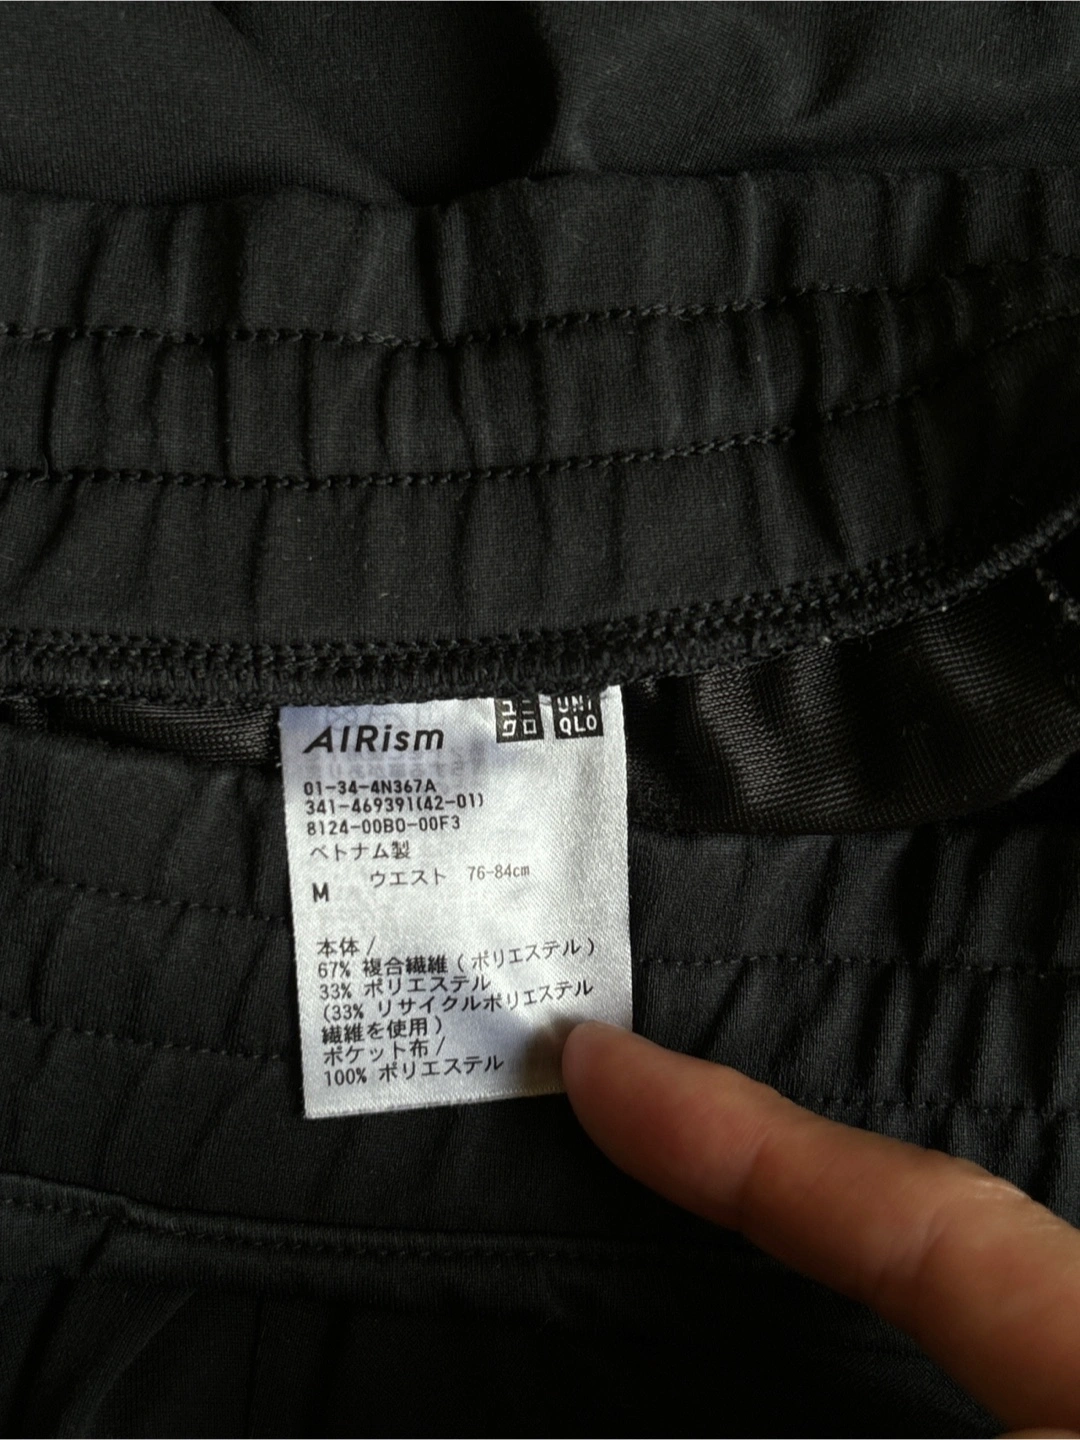 AIRism
ユニ
クロ
UNI
QLO
01-34-4N367A
341-469391(42-01)
8124-00B0-00F3
ベトナム製
M ウエスト 76-84cm
本体 /
67% 複合繊維 ( ポリエステル )
33% ポリエステル
(33% リサイクルポリエステル
繊維を使用 )
ポケット布 /
100% ポリエステル